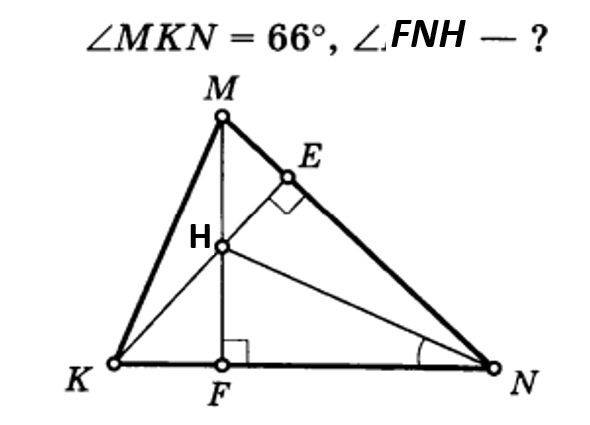 ∠MKN = 66°, ∠FNH — ?
M
E
H
K
F
N